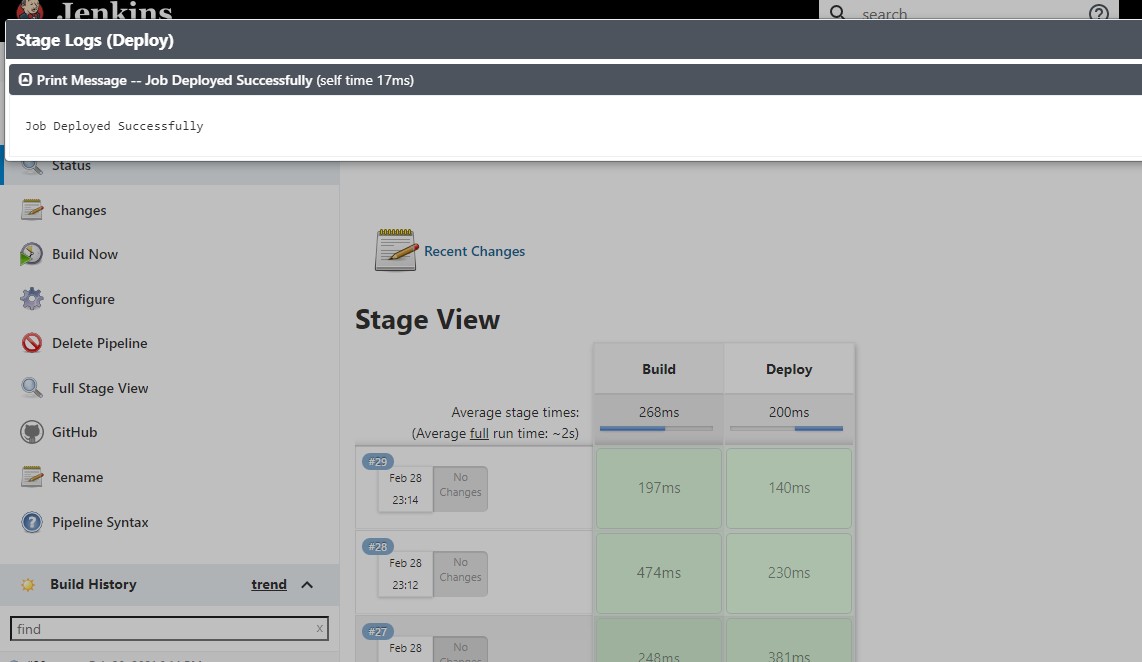 Jenkins
search
Stage Logs (Deploy)
Print Message -- Job Deployed Successfully (self time 17ms)
Job Deployed Successfully
Status
Changes
Build Now
Configure
Delete Pipeline
Full Stage View
GitHub
Rename
Pipeline Syntax
Build History
trend
find
x
Recent Changes
Stage View
Build
Deploy
Average stage times:
268ms
200ms
(Average full run time: ~2s)
#29
Feb 28
23:14
No
Changes
197ms
140ms
#28
Feb 28
23:12
No
Changes
474ms
230ms
#27
Feb 28
No
Changes
248ms
381ms